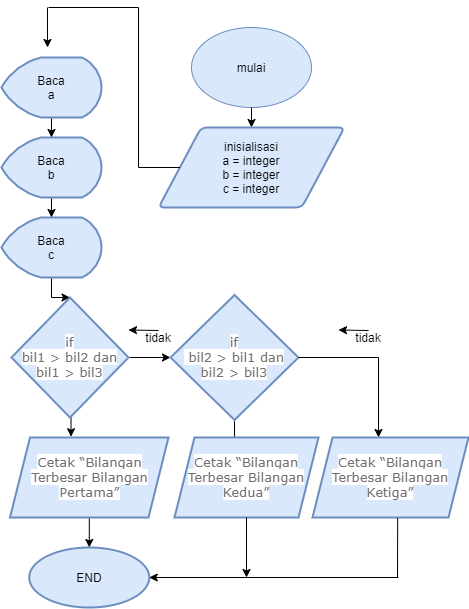 mulai
inisialisasi
a = integer
b = integer
c = integer
Baca
a
Baca
b
Baca
c
if
bil1 > bil2 dan
bil1 > bil3
tidak
if
bil2 > bil1 dan
bil2 > bil3
tidak
Cetak “Bilangan
Terbesar Bilangan
Pertama”
Cetak “Bilangan
Terbesar Bilangan
Kedua”
Cetak “Bilangan
Terbesar Bilangan
Ketiga”
END